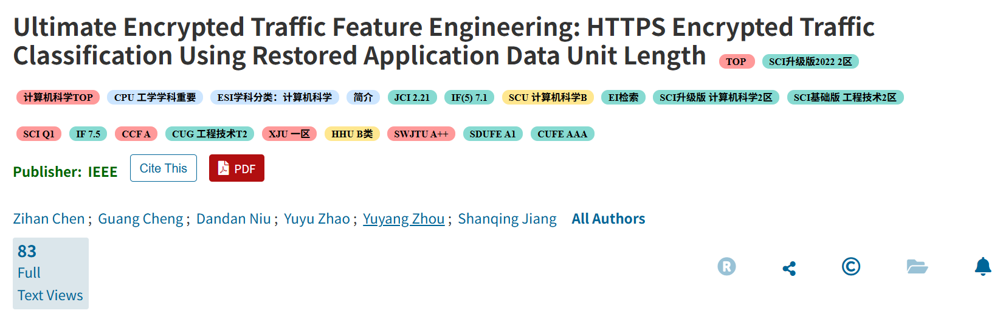 Ultimate Encrypted Traffic Feature Engineering: HTTPS Encrypted Traffic
Classification Using Restored Application Data Unit Length TOP SCI升级版2022 2区
计算机科学TOP CPU 工学学科重要 ESI学科分类：计算机科学 简介 JCI 2.21 IF(5) 7.1 SCU 计算机科学B EI检索 SCI升级版 计算机科学2区 SCI基础版 工程技术2区
SCI Q1 IF 7.5 CCF A CUG 工程技术T2 XJU 一区 HHU B类 SWJTU A++ SDUFE A1 CUFE AAA
Publisher: IEEE Cite This PDF
Zihan Chen ; Guang Cheng ; Dandan Niu ; Yuyu Zhao ; Yuyang Zhou ; Shanqing Jiang All Authors
83
Full
Text Views
R ©